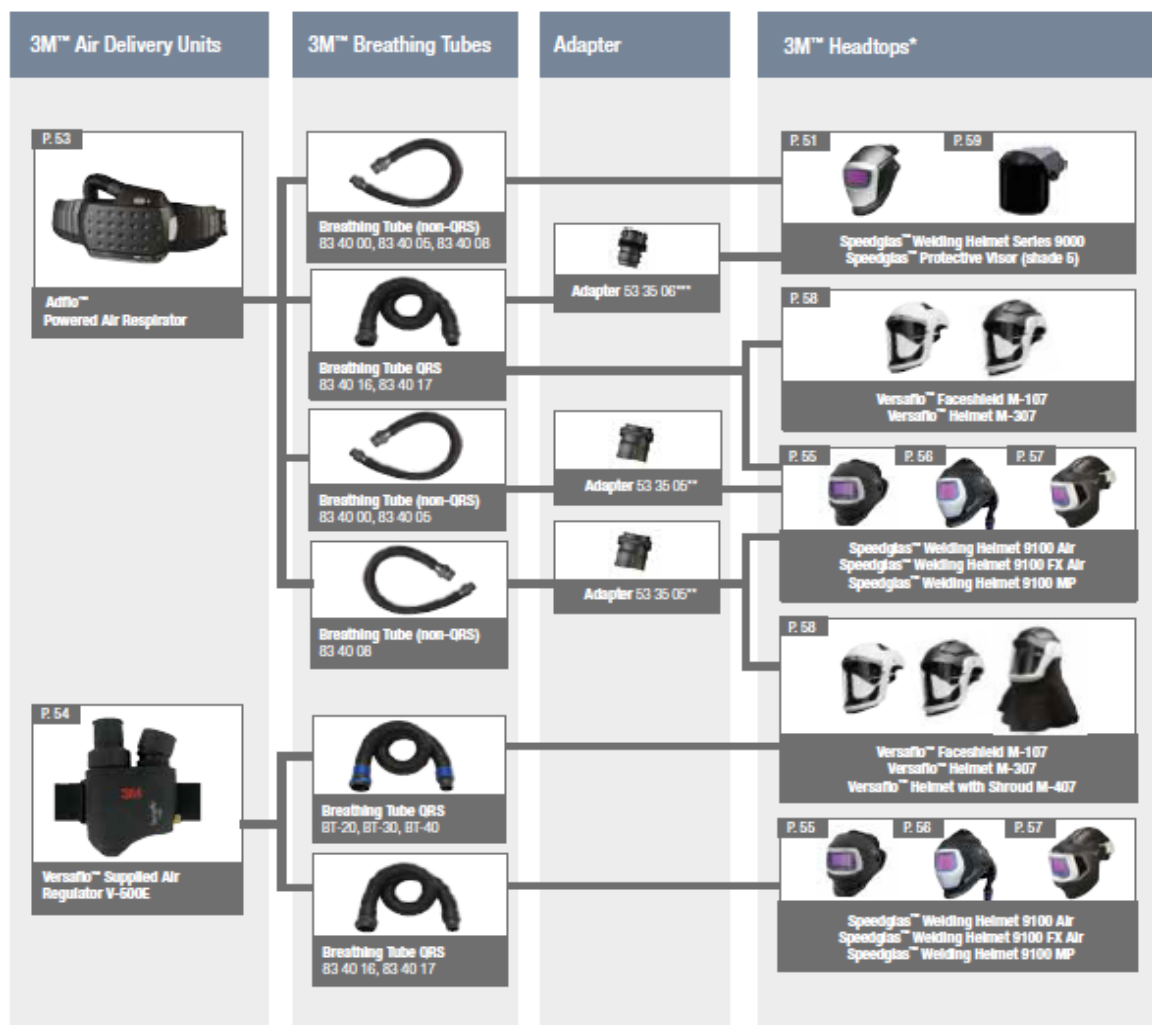 3M™ Air Delivery Units
3M™ Breathing Tubes
Adapter
3M™ Headtops*
P. 53
Adflo™
Powered Air Respirator
Breathing Tube (non-QRS)
83 40 00, 83 40 05, 83 40 08
Adapter 53 35 06***
P. 51
P. 59
Speedglas™ Welding Helmet Series 9000
Speedglas™ Protective Visor (shade 5)
Breathing Tube QRS
83 40 16, 83 40 17
P. 58
Versaflo™ Faceshield M-107
Versaflo™ Helmet M-307
Breathing Tube (non-QRS)
83 40 00, 83 40 05
Adapter 53 35 05**
P. 55
P. 56
P. 57
Speedglas™ Welding Helmet 9100 Air
Speedglas™ Welding Helmet 9100 FX Air
Speedglas™ Welding Helmet 9100 MP
Breathing Tube (non-QRS)
83 40 08
Adapter 53 35 05**
P. 58
Versaflo™ Faceshield M-107
Versaflo™ Helmet M-307
Versaflo™ Helmet with Shroud M-407
P. 54
3M
Versaflo™ Supplied Air
Regulator V-500E
Breathing Tube QRS
BT-20, BT-30, BT-40
Breathing Tube QRS
83 40 16, 83 40 17
P. 55
P. 56
P. 57
Speedglas™ Welding Helmet 9100 Air
Speedglas™ Welding Helmet 9100 FX Air
Speedglas™ Welding Helmet 9100 MP